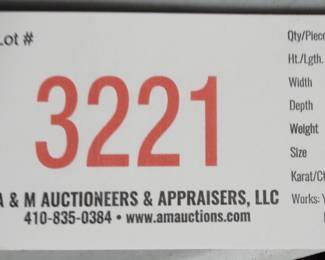 Lot #
3221
A & M AUCTIONEERS & APPRAISERS, LLC
410-835-0384 • www.amauctions.com
Qty/Piece
Ht./Lgth.
Width
Depth
Weight
Size
Karat/Ct
Works: Y